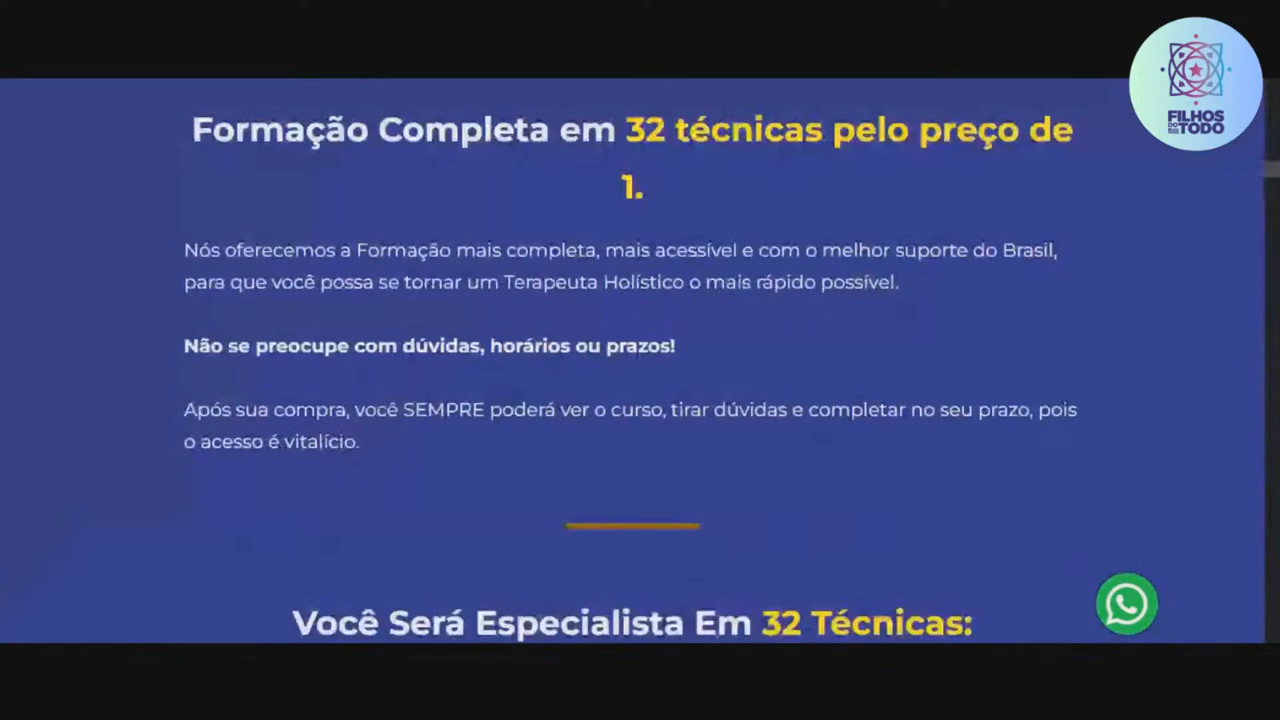 Formação Completa em 32 técnicas pelo preço de
1.
Nós oferecemos a Formação mais completa, mais acessível e com o melhor suporte do Brasil,
para que você possa se tornar um Terapeuta Holístico o mais rápido possível.
Não se preocupe com dúvidas, horários ou prazos!
Após sua compra, você SEMPRE poderá ver o curso, tirar dúvidas e completar no seu prazo, pois
o acesso é vitalício.
Você Será Especialista Em 32 Técnicas:
FILHOS
DO TODO